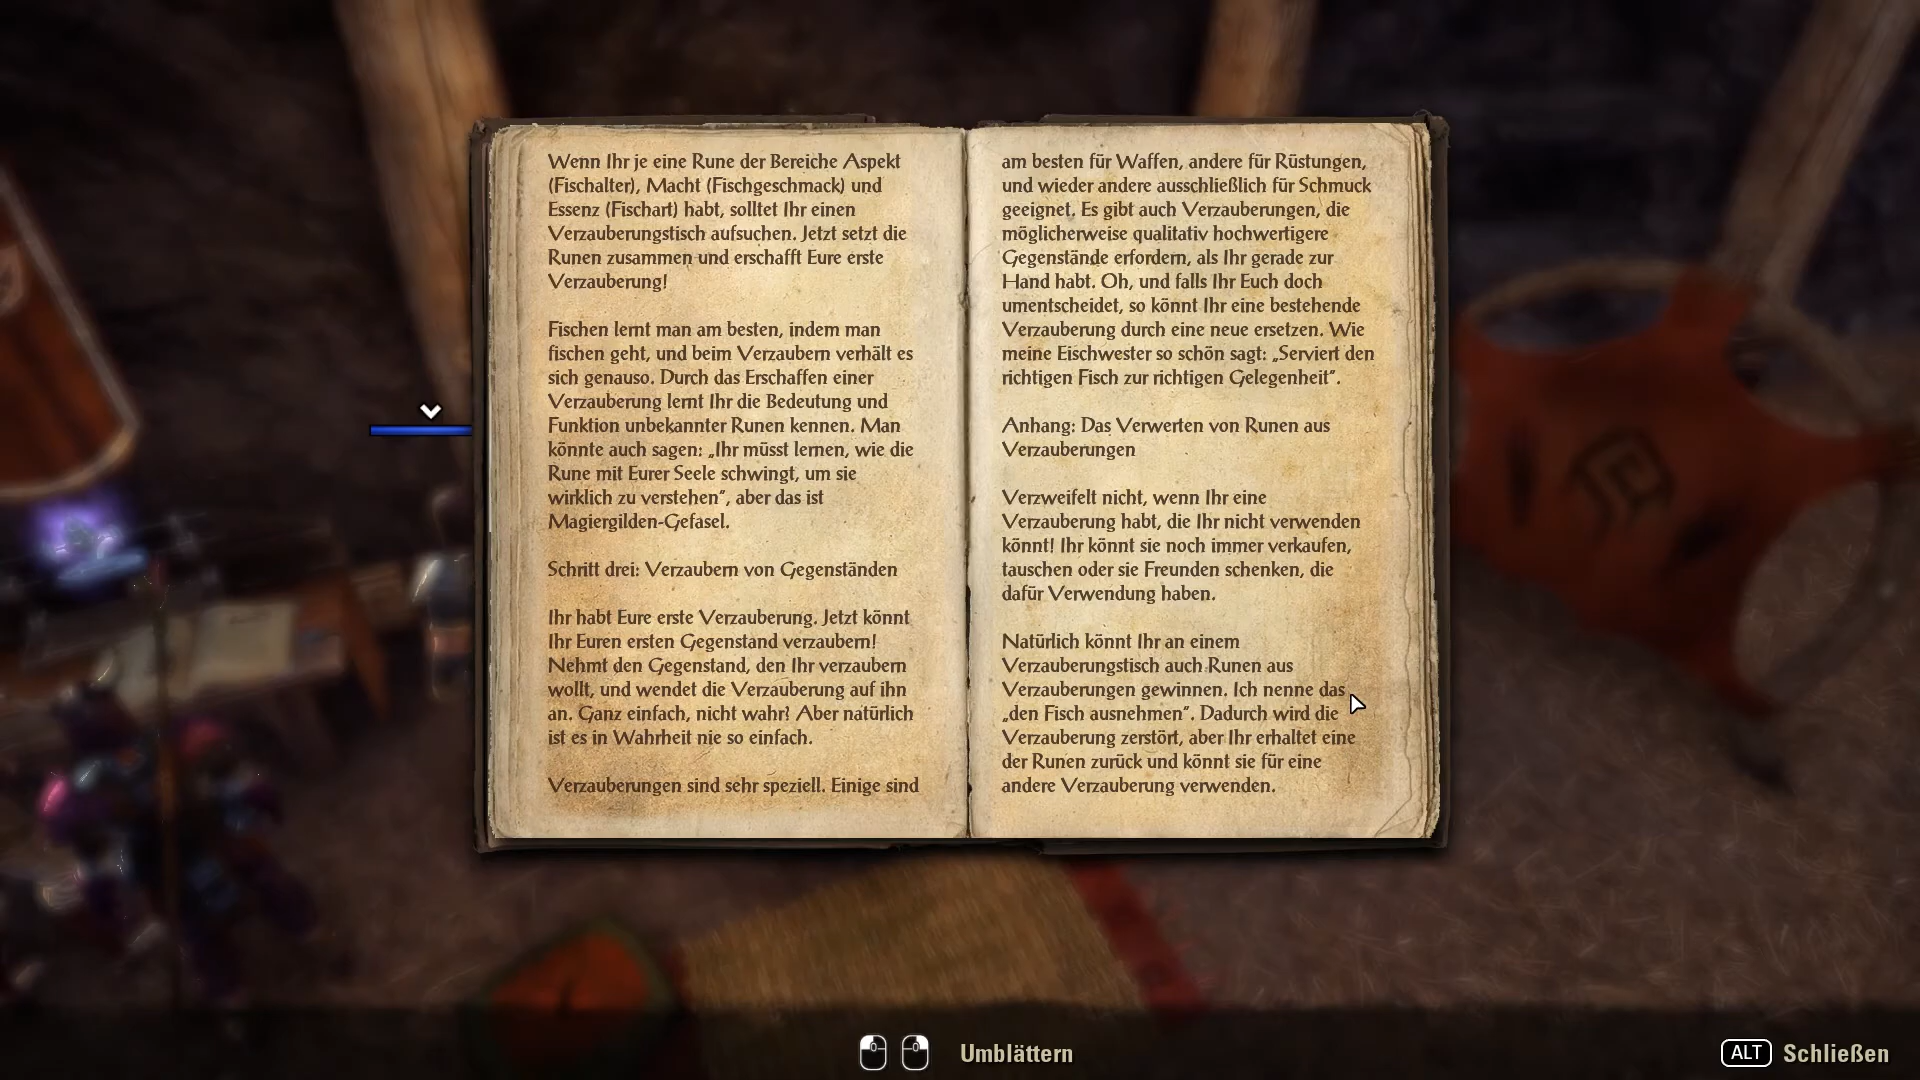 Wenn Ihr je eine Rune der Bereiche Aspekt
(Fischalter), Macht (Fischgeschmack) und
Essenz (Fischart) habt, solltet Ihr einen
Verzauberungstisch aufsuchen. Jetzt setzt die
Runen zusammen und erschafft Eure erste
Verzauberung!
Fischen lernt man am besten, indem man
fischen geht, und beim Verzaubern verhält es
sich genauso. Durch das Erschaffen einer
Verzauberung lernt Ihr die Bedeutung und
Funktion unbekannter Runen kennen. Man
könnte auch sagen: „Ihr müsst lernen, wie die
Rune mit Eurer Seele schwingt, um sie
wirklich zu verstehen“, aber das ist
Magiergilden-Gefasel.
Schritt drei: Verzaubern von Gegenständen
Ihr habt Eure erste Verzauberung. Jetzt könnt
Ihr Euren ersten Gegenstand verzaubern!
Nehmt den Gegenstand, den Ihr verzaubern
wollt, und wendet die Verzauberung auf ihn
an. Ganz einfach, nicht wahr? Aber natürlich
ist es in Wahrheit nie so einfach.
Verzauberungen sind sehr speziell. Einige sind
am besten für Waffen, andere für Rüstungen,
und wieder andere ausschließlich für Schmuck
geeignet. Es gibt auch Verzauberungen, die
möglicherweise qualitativ hochwertigere
Gegenstände erfordern, als Ihr gerade zur
Hand habt. Oh, und falls Ihr Euch doch
umentscheidet, so könnt Ihr eine bestehende
Verzauberung durch eine neue ersetzen. Wie
meine Eischwester so schön sagt: „Serviert den
richtigen Fisch zur richtigen Gelegenheit“.
Anhang: Das Verwerten von Runen aus
Verzauberungen
Verzweifelt nicht, wenn Ihr eine
Verzauberung habt, die Ihr nicht verwenden
könnt! Ihr könnt sie noch immer verkaufen,
tauschen oder sie Freunden schenken, die
dafür Verwendung haben.
Natürlich könnt Ihr an einem
Verzauberungstisch auch Runen aus
Verzauberungen gewinnen. Ich nenne das
„den Fisch ausnehmen“. Dadurch wird die
Verzauberung zerstört, aber Ihr erhaltet eine
der Runen zurück und könnt sie für eine
andere Verzauberung verwenden.
Umblättern
ALT Schließen